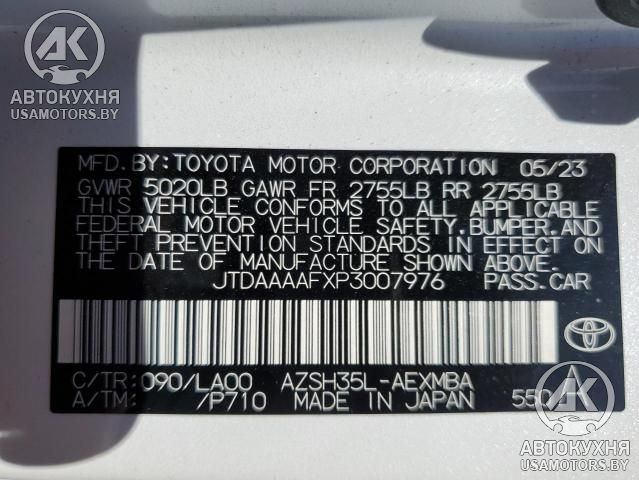 АК
АВТОКУХНЯ
USAMOTORS.BY
MFD. BY: TOYOTA MOTOR CORPORATION 05/23
GVWR 5020LB GAWR FR 2755LB RR 2755LB
THIS VEHICLE CONFORMS TO ALL APPLICABLE
FEDERAL MOTOR VEHICLE SAFETY, BUMPER, AND
THEFT PREVENTION STANDARDS IN EFFECT ON
THE DATE OF MANUFACTURE SHOWN ABOVE.
JTDAAAAFXP3007976 PASS. CAR
C/TR: 090/LA00 AZSH35L-AEXMBA
A/TM: /P710 MADE IN JAPAN
АК
АВТОКУХНЯ
USAMOTORS.BY